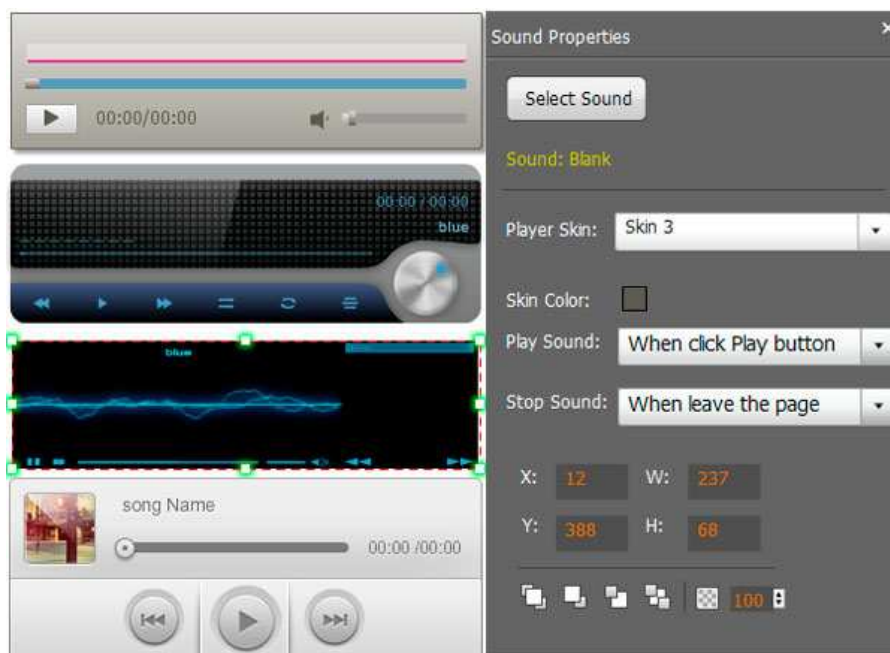 00:00/00:00
00:00 / 00:00
blue
blue
song Name
00:00 /00:00
Sound Properties
Select Sound
Sound: Blank
Player Skin: Skin 3
Skin Color:
Play Sound: When click Play button
Stop Sound: When leave the page
X: 12 W: 237
Y: 388 H: 68
100